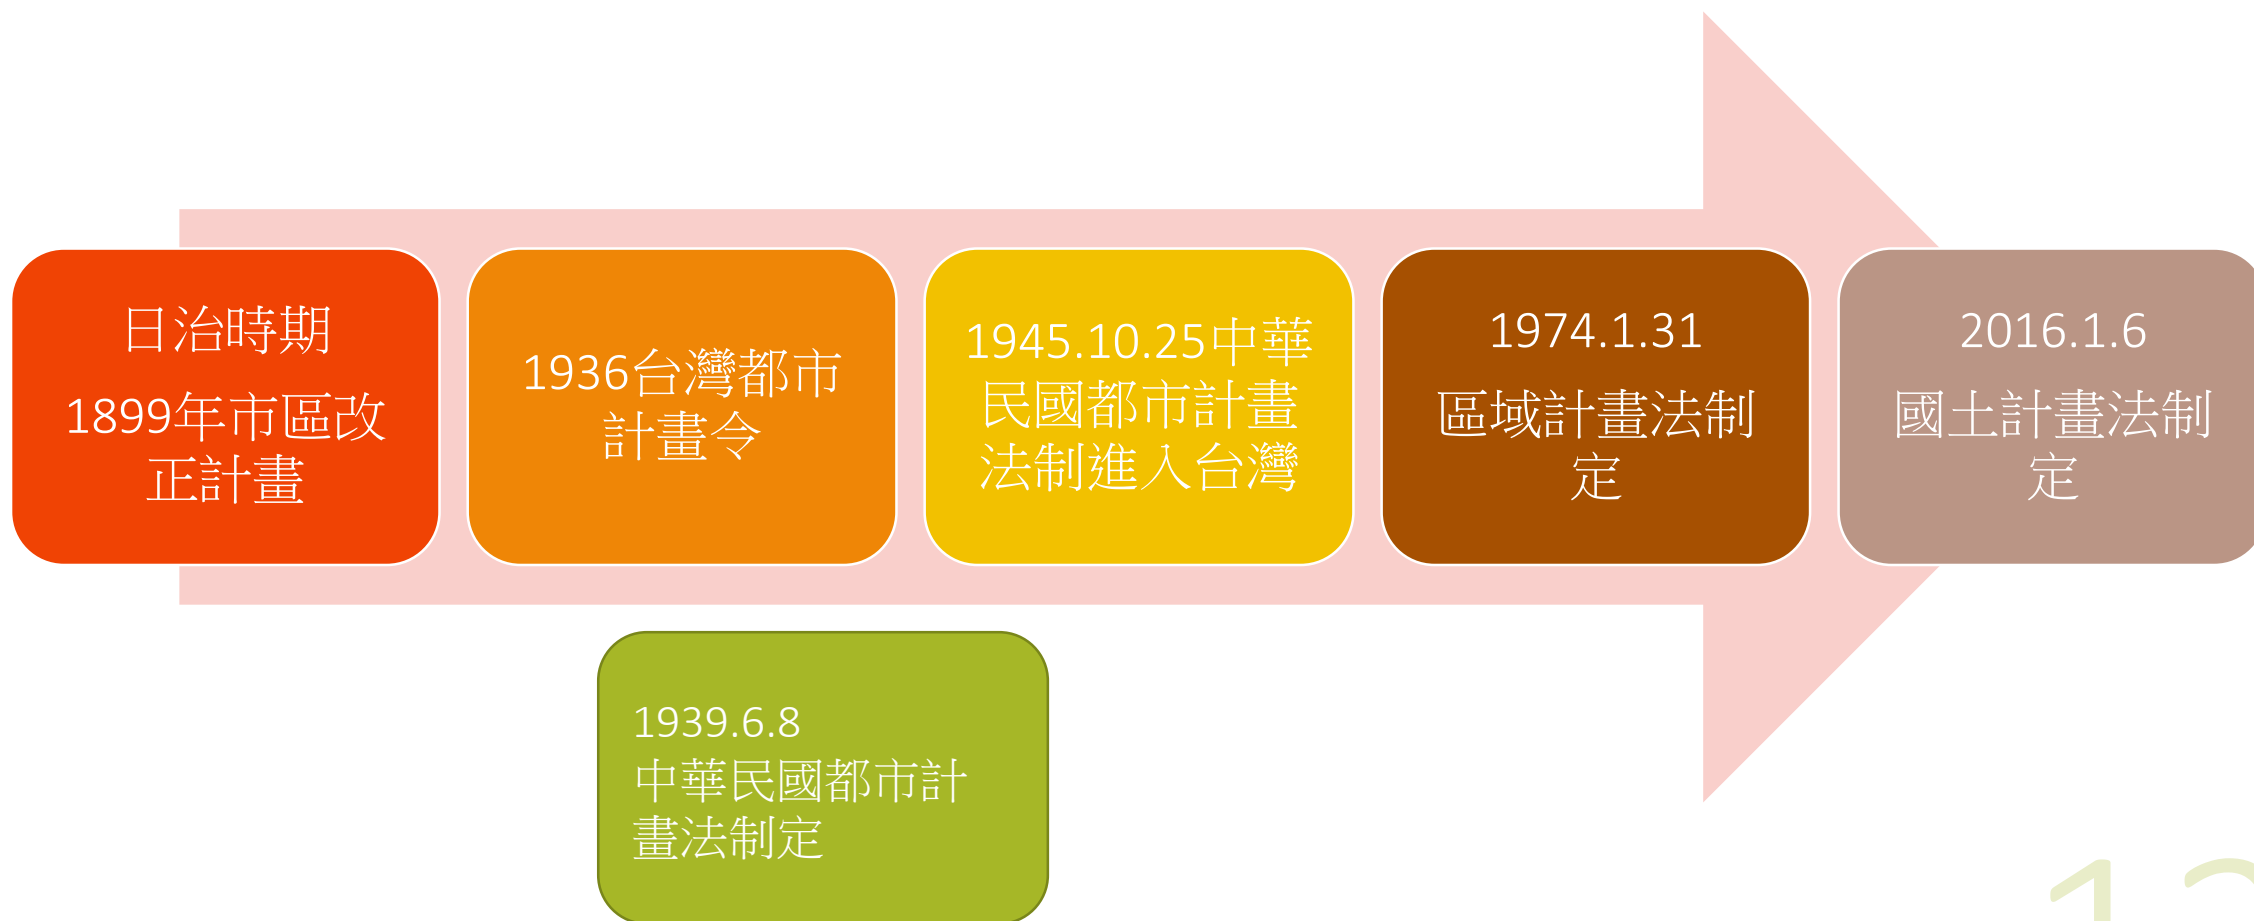 日治時期
1899年市區改
正計畫
1936台灣都市
計畫令
1945.10.25中華
民國都市計畫
法制進入台灣
1974.1.31
區域計畫法制
定
2016.1.6
國土計畫法制
定
1939.6.8
中華民國都市計
畫法制定